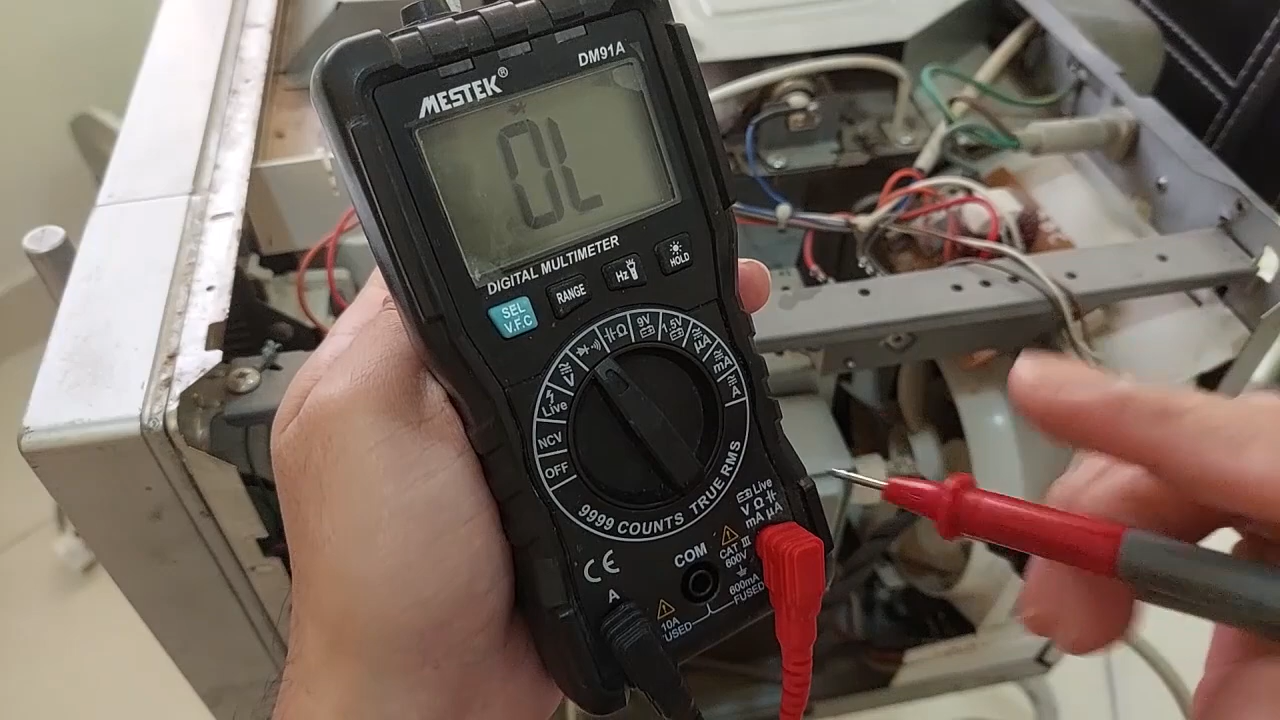 DM91A
MESTEK®
OL
DIGITAL MULTIMETER
SEL
V.F.C
RANGE
Hz
HOLD
9V
1.5V
Ω
µA
mA
A
V
Live
NCV
OFF
9999 COUNTS TRUE RMS
Live
V Ω
mA µA
COM
CAT III
600V
600mA
FUSED
CE
A
10A
FUSED